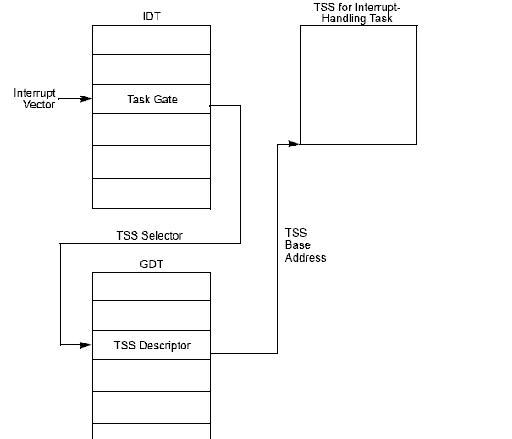 IDT
TSS for Interrupt-
Handling Task
Interrupt
Vector
Task Gate
TSS Selector
TSS
Base
Address
GDT
TSS Descriptor